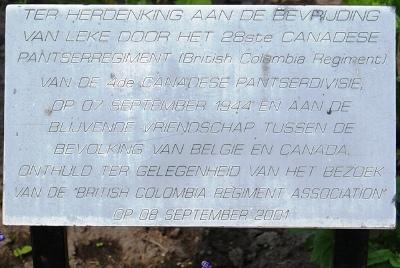 TER HERDENKING AAN DE BEVRIJDING
VAN LEKE DOOR HET 28ste CANADESE
PANTSERREGIMENT (British Colombia Regiment)
VAN DE 4de CANADESE PANTSERDIVISIE,
OP 07 SEPTEMBER 1944 EN AAN DE
BLIJVENDE VRIENDSCHAP TUSSEN DE
BEVOLKING VAN BELGIE EN CANADA.
ONTHULD TER GELEGENHEID VAN HET BEZOEK
VAN DE "BRITISH COLOMBIA REGIMENT ASSOCIATION"
OP 08 SEPTEMBER 2001